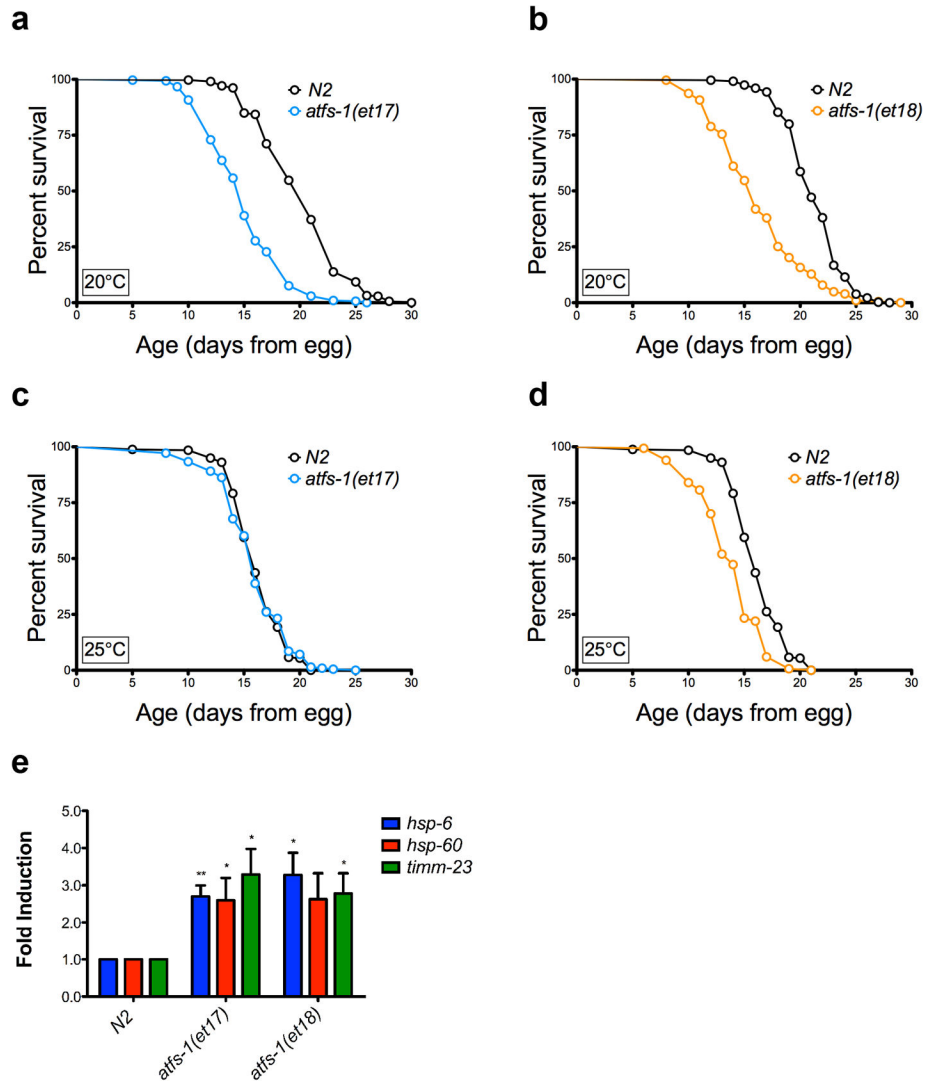 a
b
100
75
50
25
0
Percent survival
N2
atfs-1(et17)
20°C
0 5 10 15 20 25 30
Age (days from egg)
100
75
50
25
0
Percent survival
N2
atfs-1(et18)
20°C
0 5 10 15 20 25 30
Age (days from egg)
c
d
100
75
50
25
0
Percent survival
N2
atfs-1(et17)
25°C
0 5 10 15 20 25 30
Age (days from egg)
100
75
50
25
0
Percent survival
N2
atfs-1(et18)
25°C
0 5 10 15 20 25 30
Age (days from egg)
e
5.0
4.0
3.0
2.0
1.0
0.0
Fold Induction
** * * * *
hsp-6
hsp-60
timm-23
N2
atfs-1(et17)
atfs-1(et18)